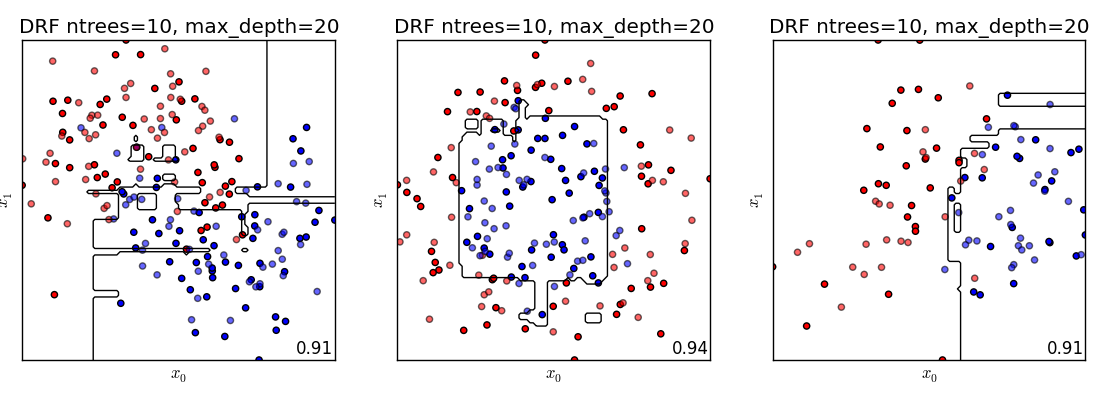 DRF ntrees=10, max_depth=20
x₁
0.91
x₀
DRF ntrees=10, max_depth=20
x₁
0.94
x₀
DRF ntrees=10, max_depth=20
x₁
0.91
x₀